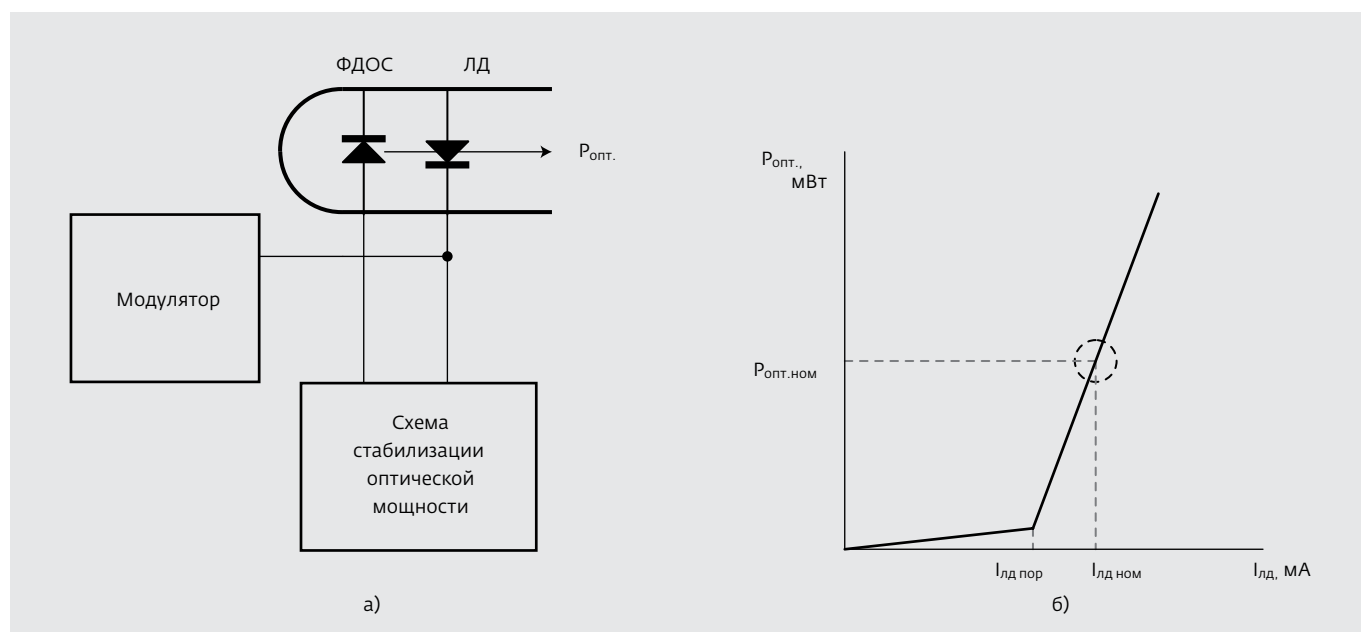 ФДОС
ЛД
Pопт.
Модулятор
Схема
стабилизации
оптической
мощности
а)
Pопт.,
мВт
Pопт.ном
Iлд пор
Iлд ном
Iлд, мА
б)